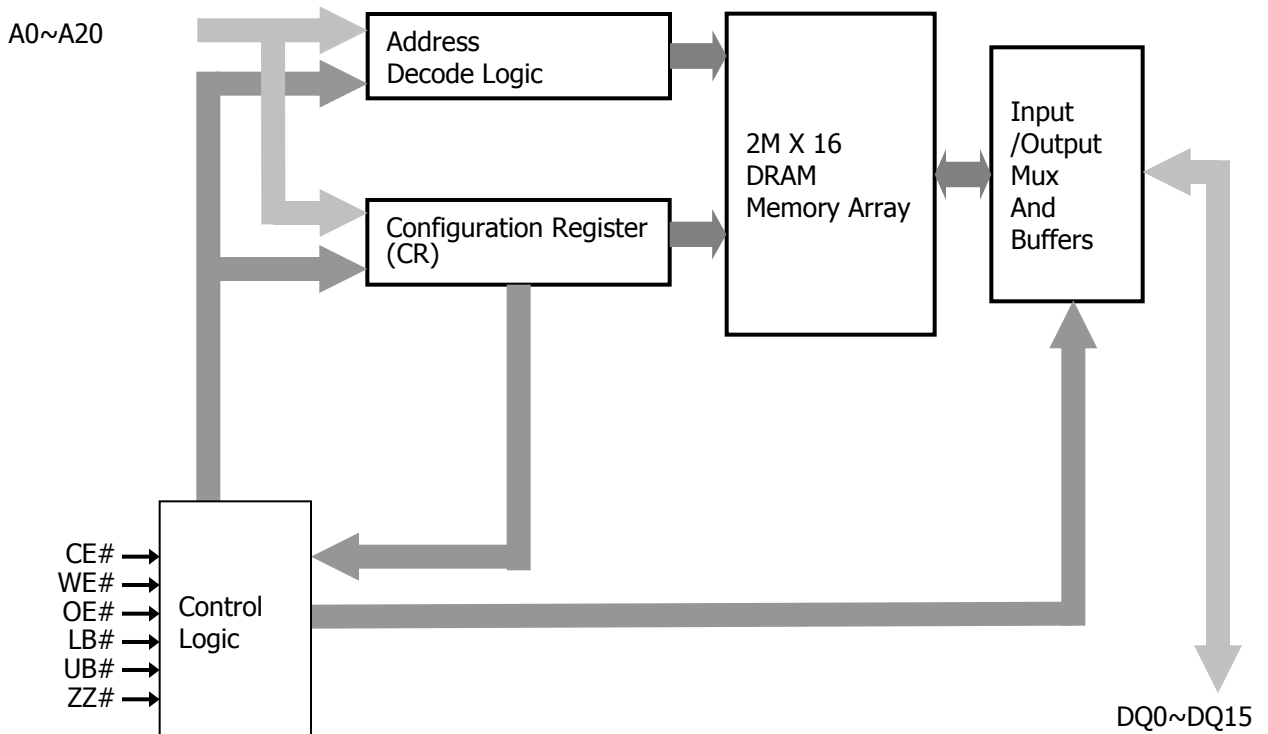 A0~A20
Address
Decode Logic
Configuration Register
(CR)
2M X 16
DRAM
Memory Array
Input
/Output
Mux
And
Buffers
CE#
WE#
OE#
LB#
UB#
ZZ#
Control
Logic
DQ0~DQ15